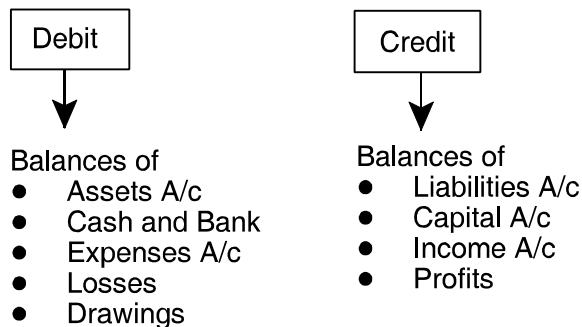 Debit
Balances of
● Assets A/c
● Cash and Bank
● Expenses A/c
● Losses
● Drawings
Credit
Balances of
● Liabilities A/c
● Capital A/c
● Income A/c
● Profits